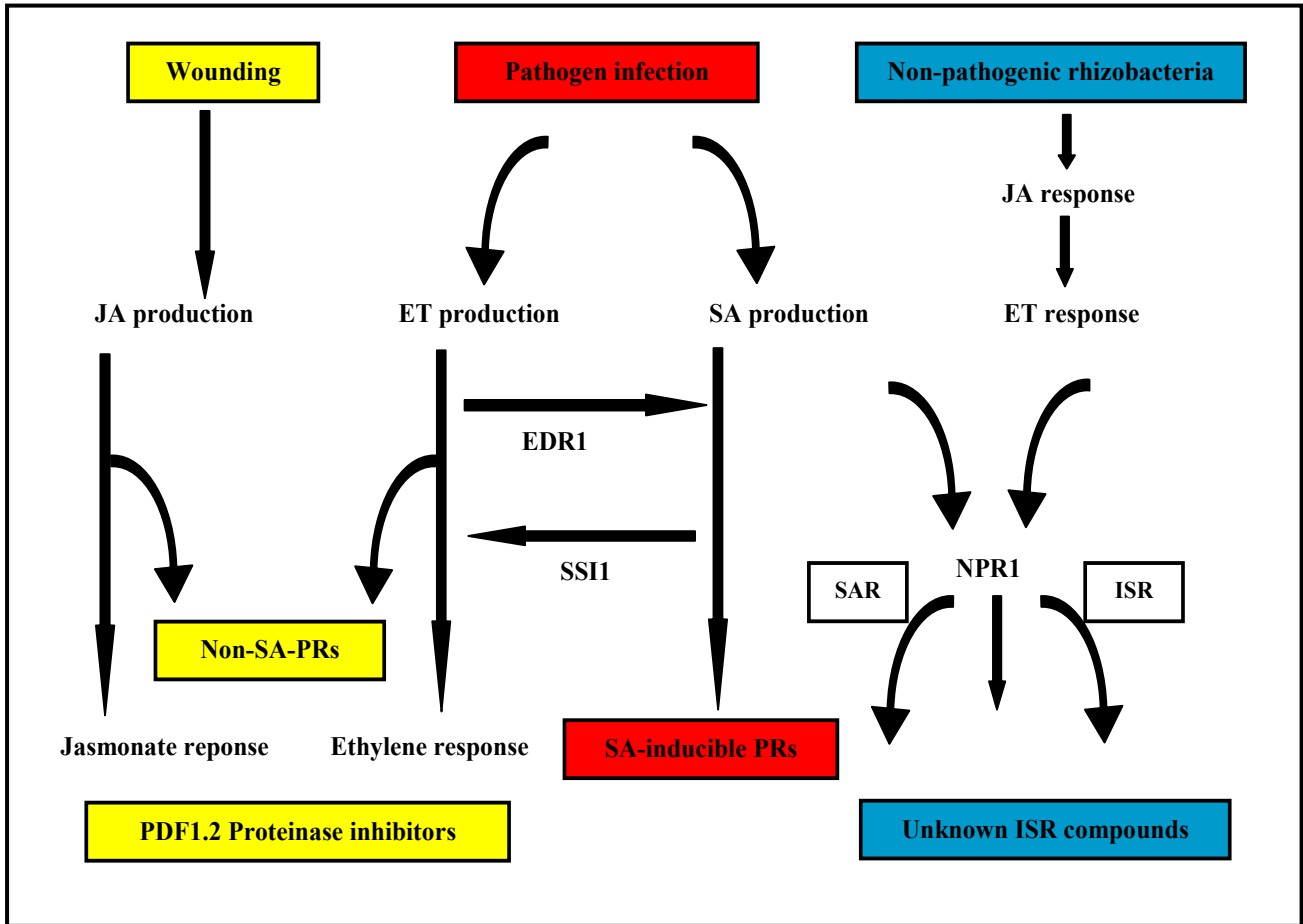 Wounding
Pathogen infection
Non-pathogenic rhizobacteria
JA response
JA production
ET production
SA production
ET response
EDR1
SSI1
NPR1
SAR
ISR
Non-SA-PRs
Jasmonate reponse
Ethylene response
SA-inducible PRs
PDF1.2 Proteinase inhibitors
Unknown ISR compounds